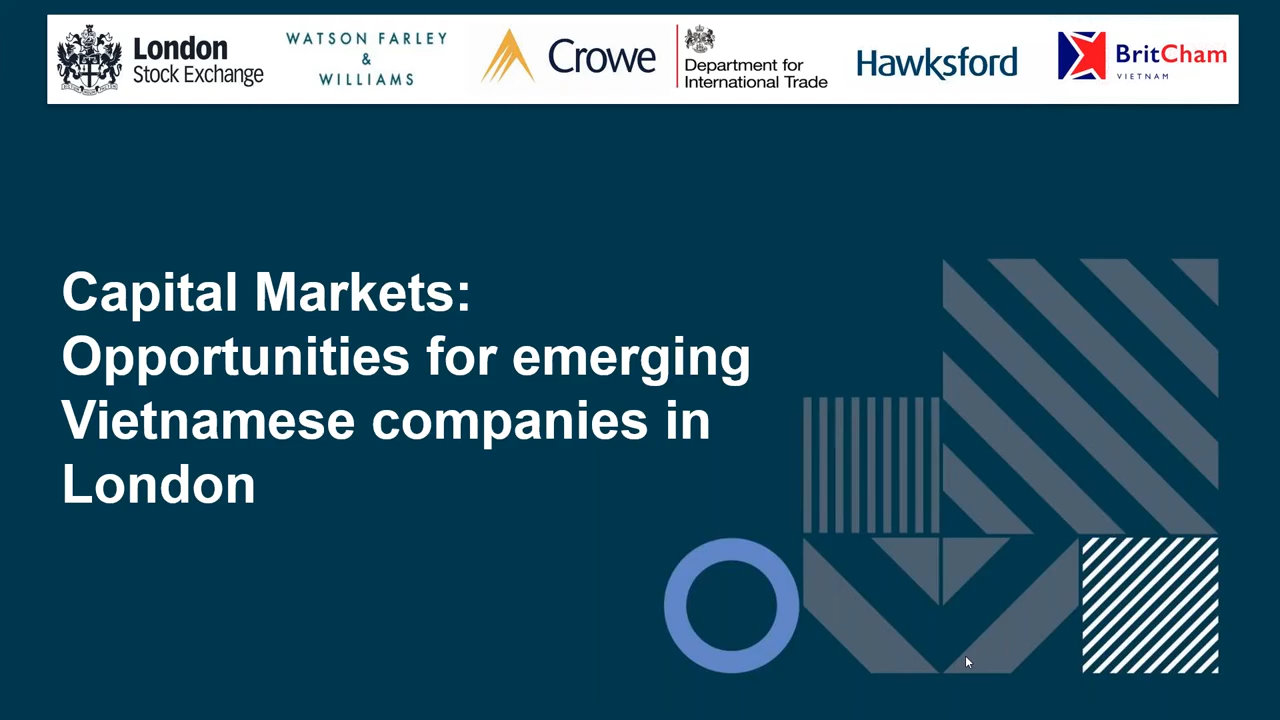 London
Stock Exchange
WATSON FARLEY
&
WILLIAMS
Crowe
Department for
International Trade
Hawksford
BritCham
VIETNAM
Capital Markets:
Opportunities for emerging
Vietnamese companies in
London